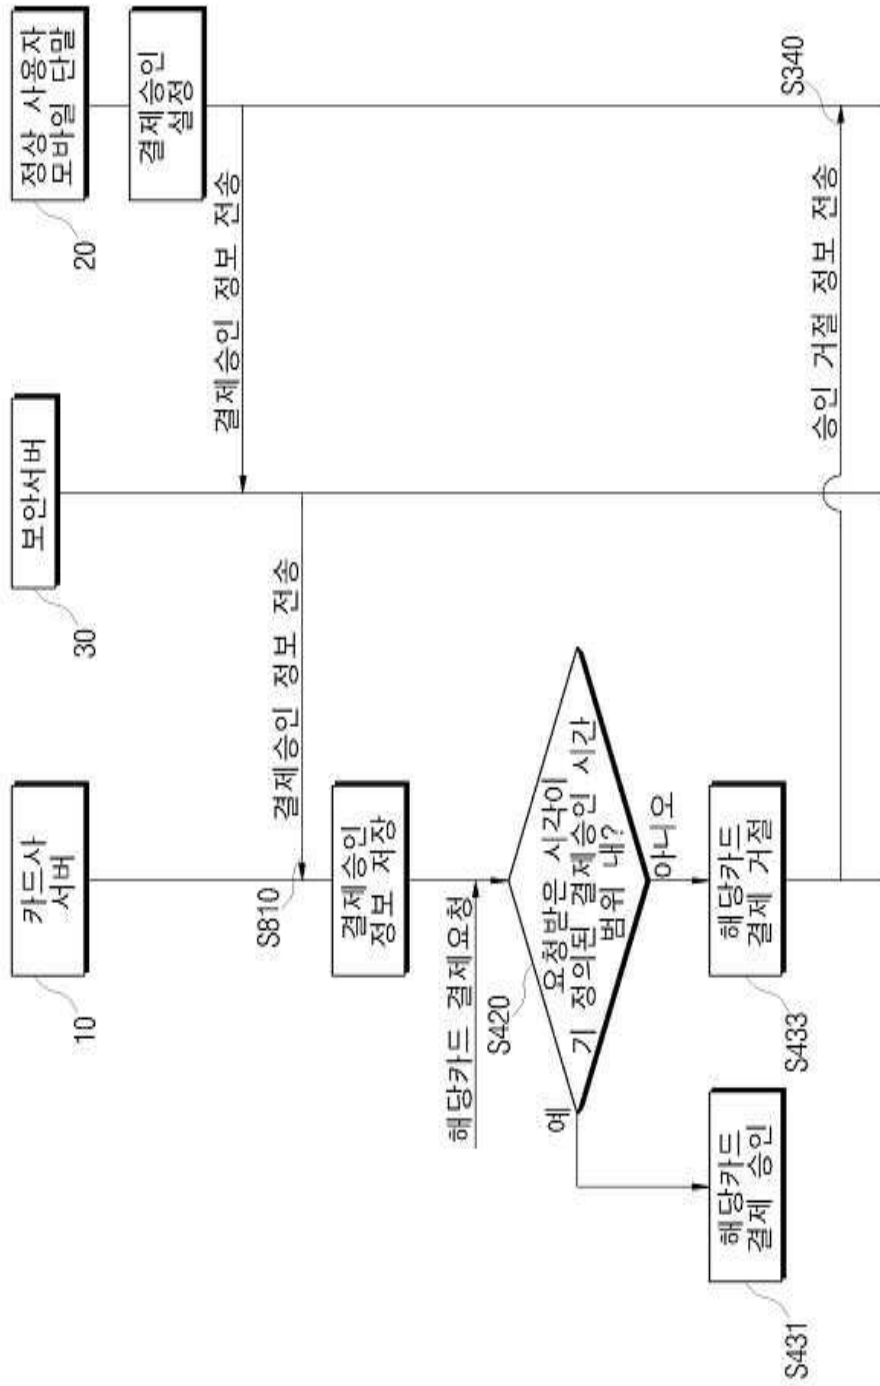 카드사
서버
10
보안서버
30
정상 사용자
모바일 단말
20
결제승인
설정
결제승인 정보 전송
결제승인 정보 전송
S810
결제승인
정보 저장
해당카드 결제요청
S420
요청받은 시각이
기 정의된 결제승인 시간
범위 내?
예
아니오
해당카드
결제 승인
S431
해당카드
결제 거절
S433
승인 거절 정보 전송
S340